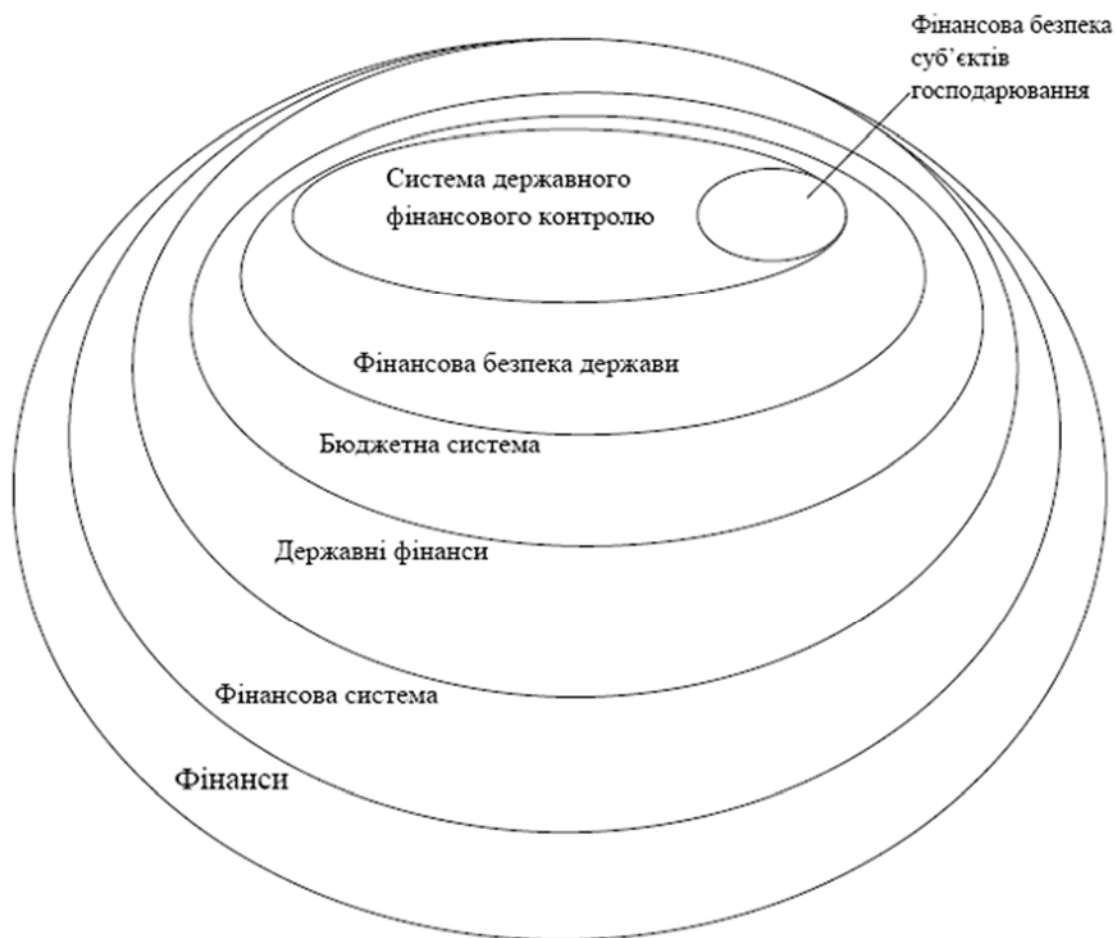 Фінансова безпека
суб’єктів
господарювання
Система державного
фінансового контролю
Фінансова безпека держави
Бюджетна система
Державні фінанси
Фінансова система
Фінанси